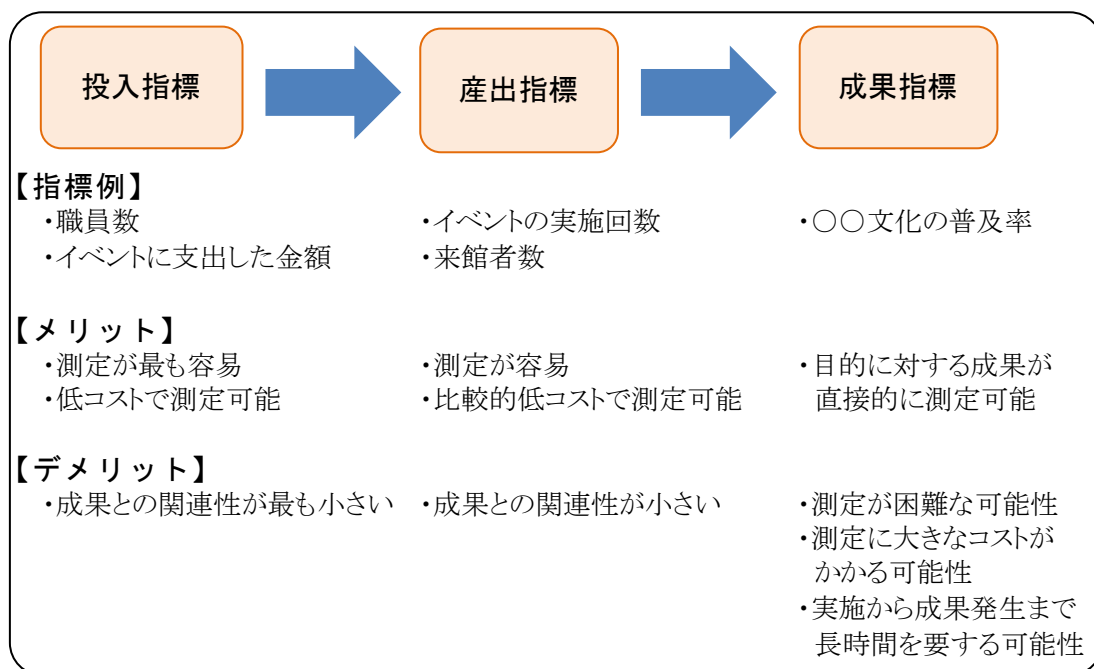 投入指標
産出指標
成果指標
【指標例】
・職員数
・イベントに支出した金額
・イベントの実施回数
・来館者数
・〇〇文化の普及率
【メリット】
・測定が最も容易
・低コストで測定可能
・測定が容易
・比較的低コストで測定可能
・目的に対する成果が
直接的に測定可能
【デメリット】
・成果との関連性が最も小さい
・成果との関連性が小さい
・測定が困難な可能性
・測定に大きなコストが
かかる可能性
・実施から成果発生まで
長時間を要する可能性